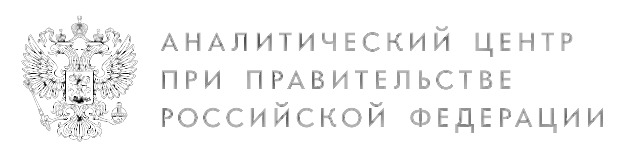 АНАЛИТИЧЕСКИЙ ЦЕНТР
ПРИ ПРАВИТЕЛЬСТВЕ
РОССИЙСКОЙ ФЕДЕРАЦИИ